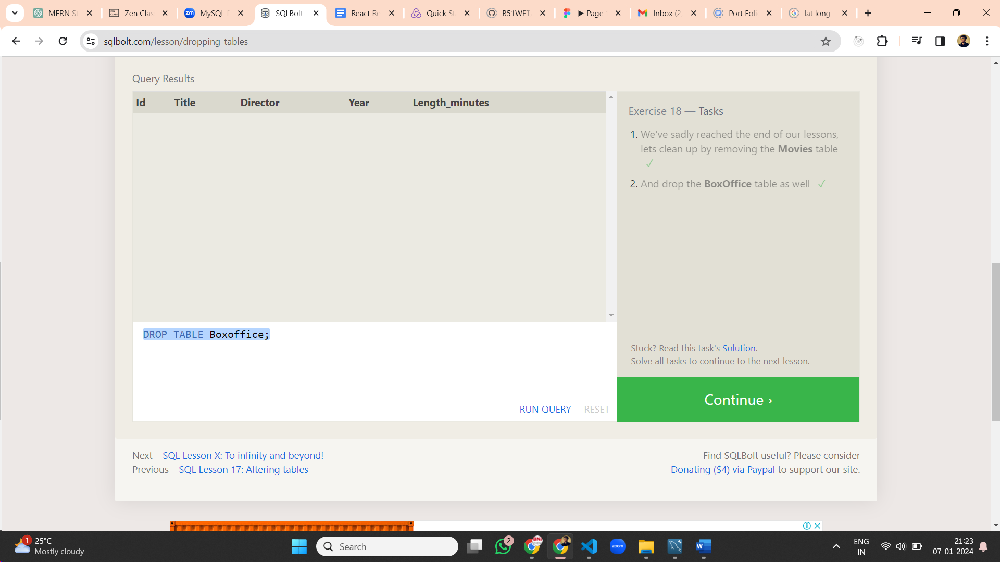 MERN St
Zen Clas
zm
MySQL D
SQLBolt
React Re
Quick St
B51WET
▶ Page
Inbox (2,
Port Foli
lat long
sqlbolt.com/lesson/dropping_tables
Query Results
Id Title Director Year Length_minutes
Exercise 18 — Tasks
1. We've sadly reached the end of our lessons,
lets clean up by removing the Movies table
✓
2. And drop the BoxOffice table as well ✓
DROP TABLE Boxoffice;
Stuck? Read this task's Solution.
Solve all tasks to continue to the next lesson.
RUN QUERY RESET
Continue ›
Next – SQL Lesson X: To infinity and beyond!
Previous – SQL Lesson 17: Altering tables
Find SQLBolt useful? Please consider
Donating ($4) via Paypal to support our site.
1
25°C
Mostly cloudy
Search
2
BNI
zoom
W
ENG
IN
21:23
07-01-2024